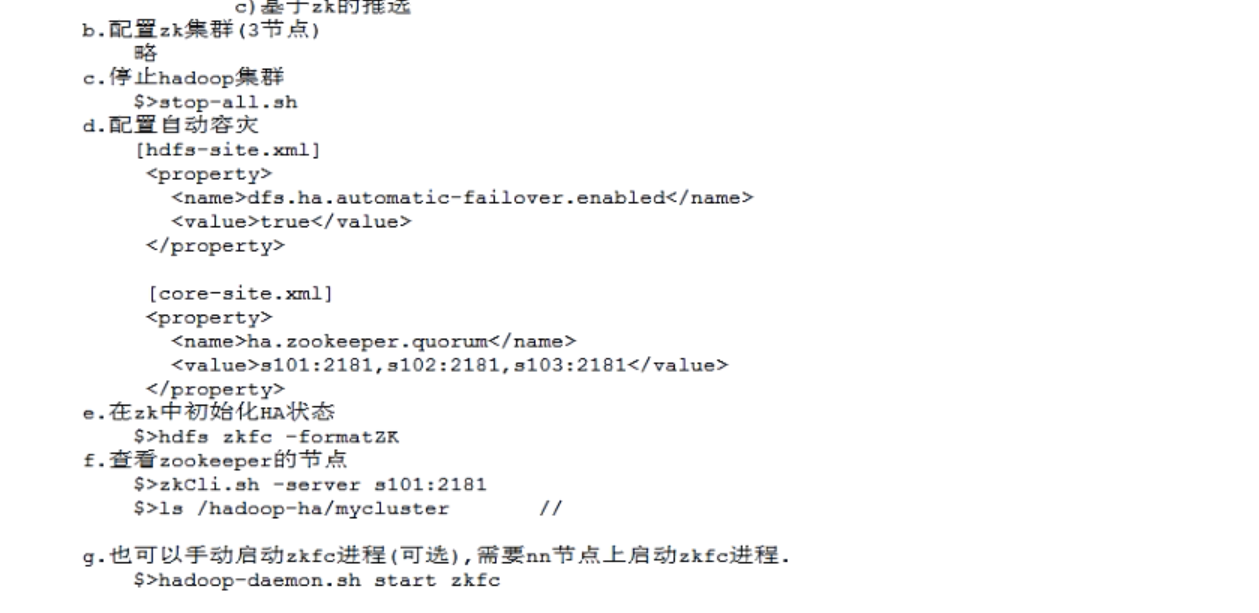 c)基于zk的推选
b.配置zk集群(3节点)
略
c.停止hadoop集群
$>stop-all.sh
d.配置自动容灾
[hdfs-site.xml]
<property>
<name>dfs.ha.automatic-failover.enabled</name>
<value>true</value>
</property>
[core-site.xml]
<property>
<name>ha.zookeeper.quorum</name>
<value>s101:2181,s102:2181,s103:2181</value>
</property>
e.在zk中初始化HA状态
$>hdfs zkfc -formatZK
f.查看zookeeper的节点
$>zkCli.sh -server s101:2181
$>ls /hadoop-ha/mycluster //
g.也可以手动启动zkfc进程(可选),需要nn节点上启动zkfc进程.
$>hadoop-daemon.sh start zkfc